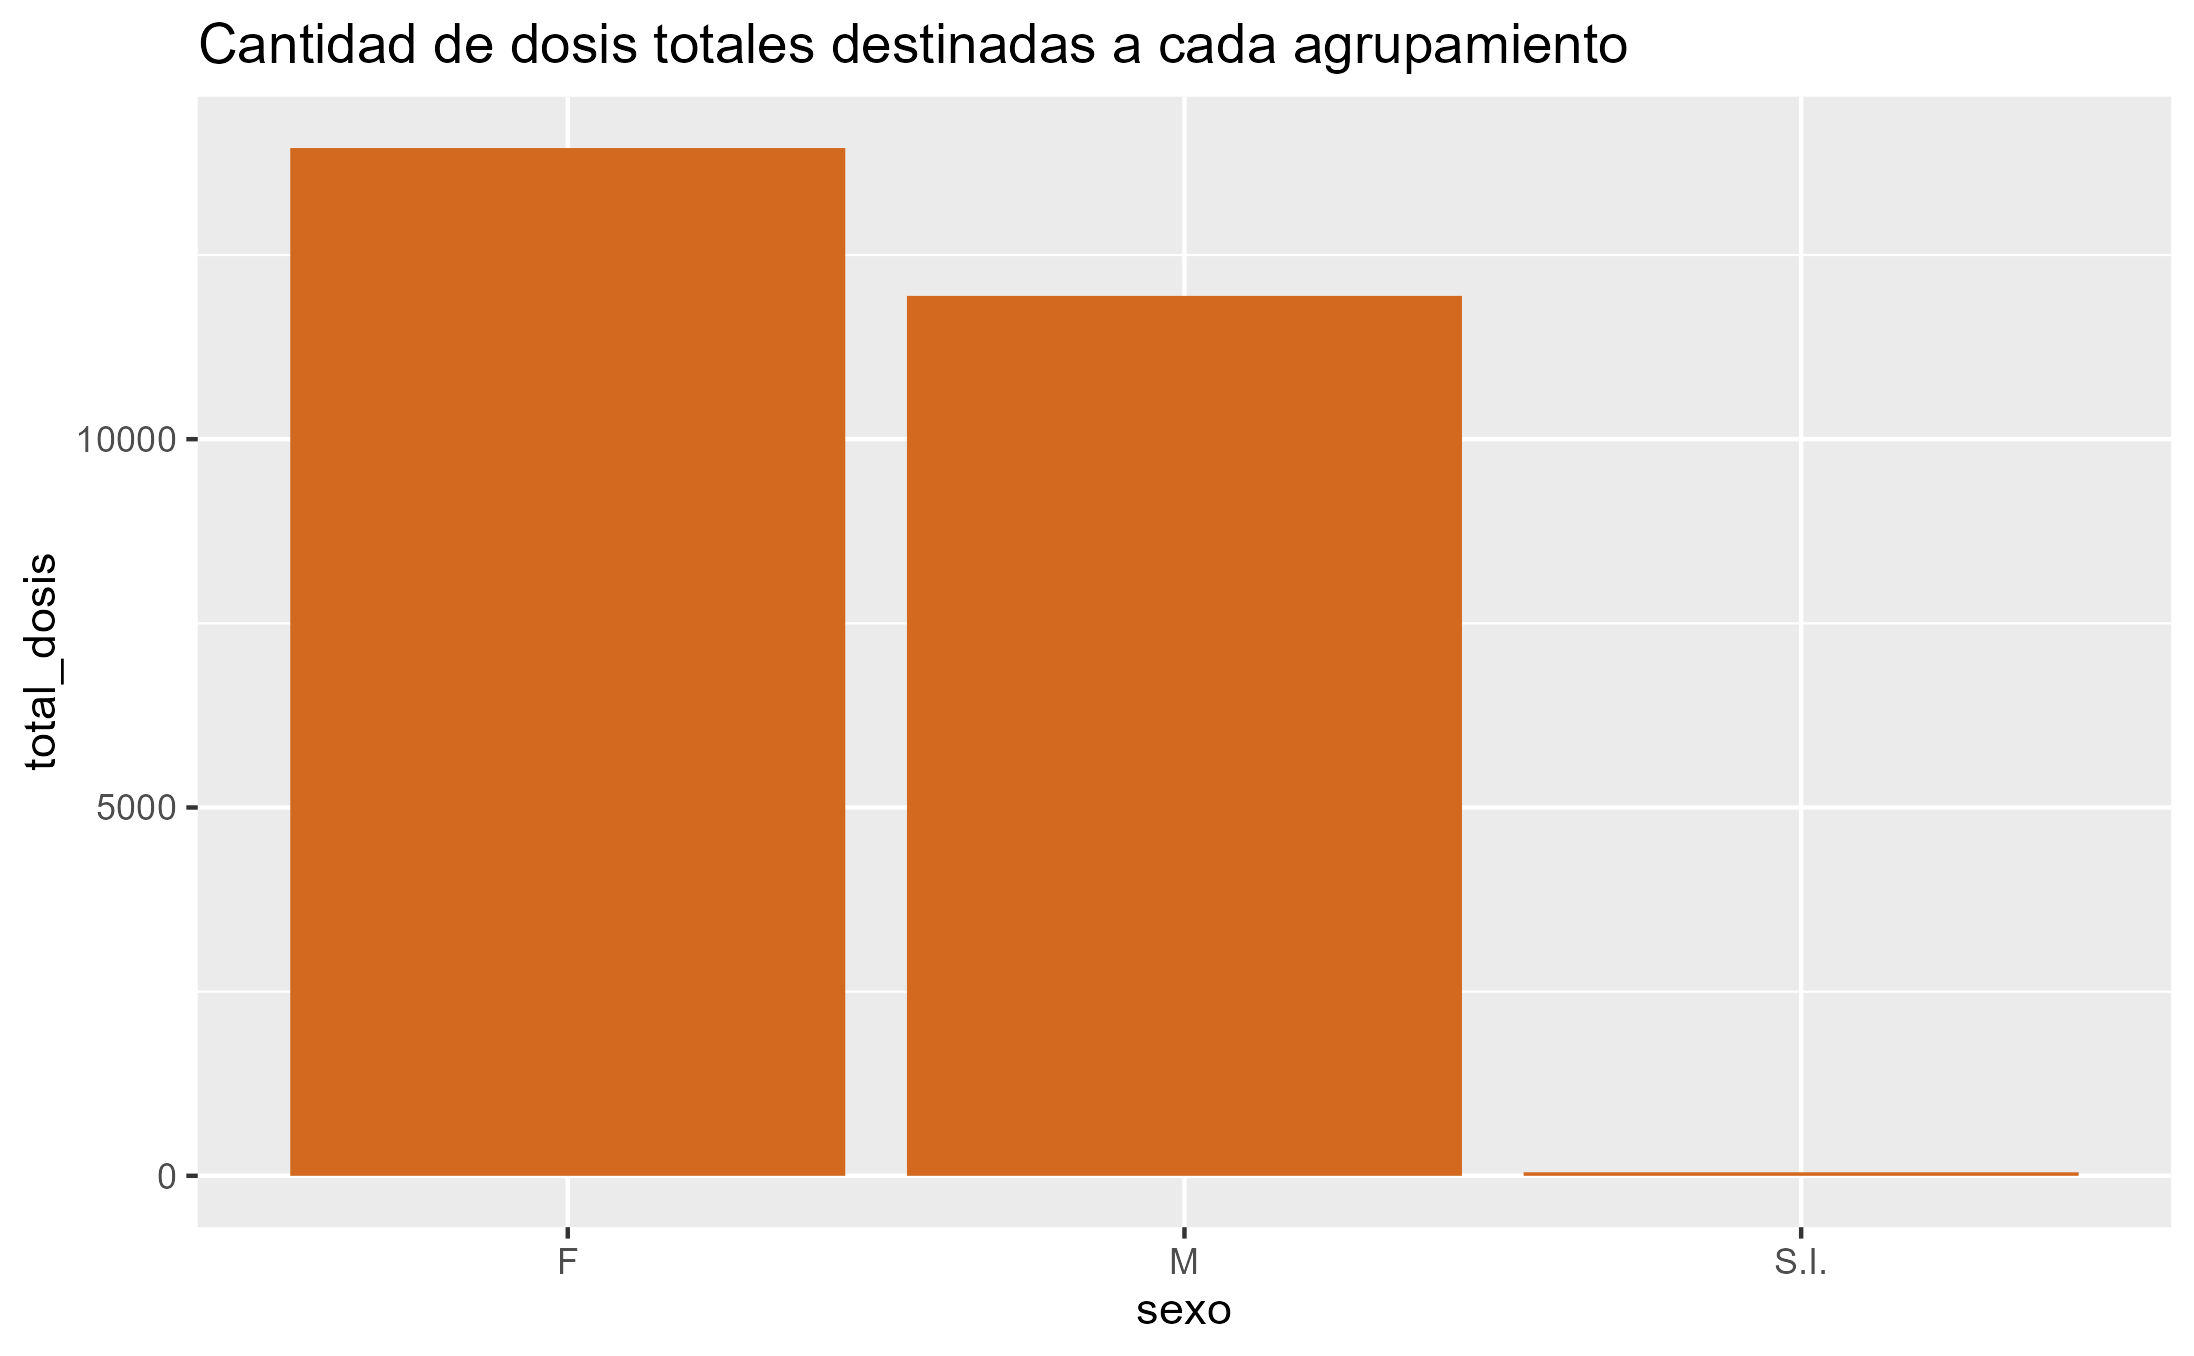 Cantidad de dosis totales destinadas a cada agrupamiento
total_dosis
10000
5000
0
F
M
S.I.
sexo